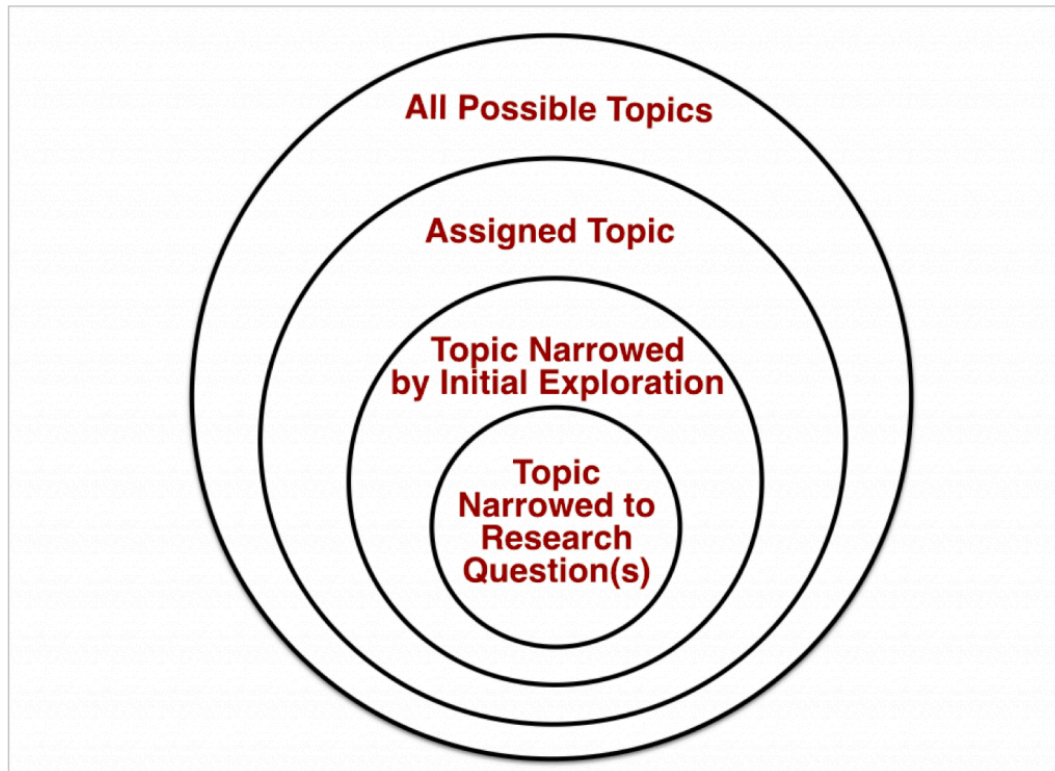 All Possible Topics
Assigned Topic
Topic Narrowed
by Initial Exploration
Topic
Narrowed to
Research
Question(s)